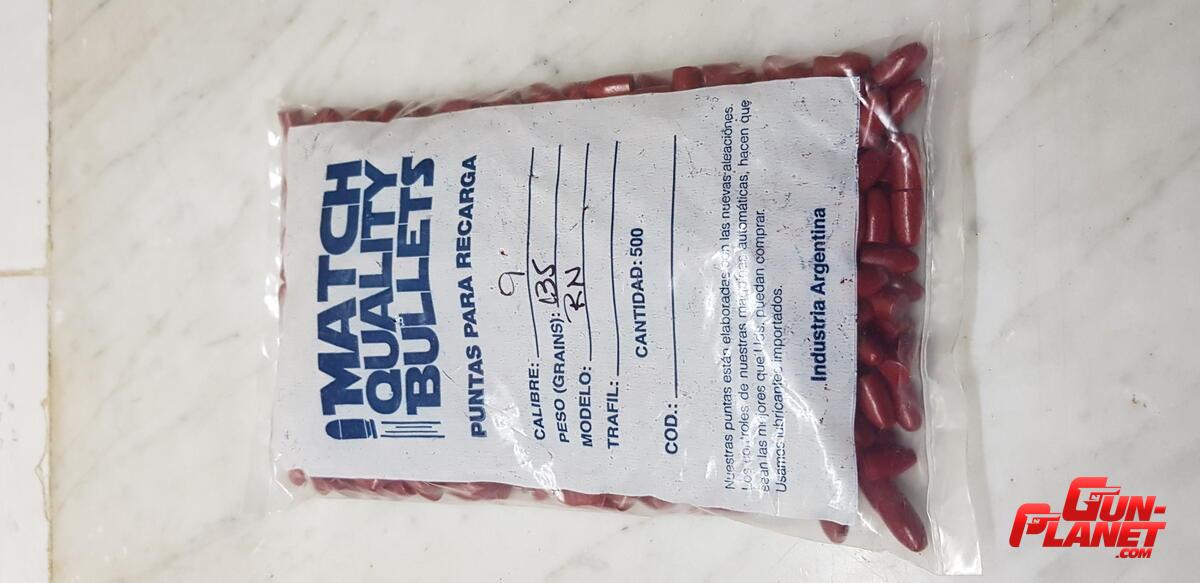 MATCH
QUALITY
BULLETS
PUNTAS PARA RECARGA
CALIBRE: 9
PESO (GRAINS): 135
MODELO: RN
TRAFIL:
CANTIDAD: 500
COD.:
Nuestras puntas están elaboradas con las nuevas aleaciónes.
Los controles de nuestras maquinas automáticas, hacen que
sean las mejores que Uds. puedan comprar.
Usamos lubricantes importados.
Industria Argentina
GUN-
PLANET
.COM